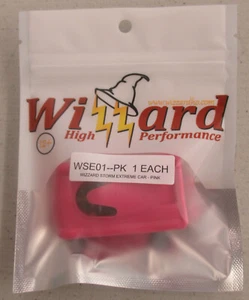 Wizzard
High Performance
WSE01--PK 1 EACH
WIZZARD STORM EXTREME CAR - PINK